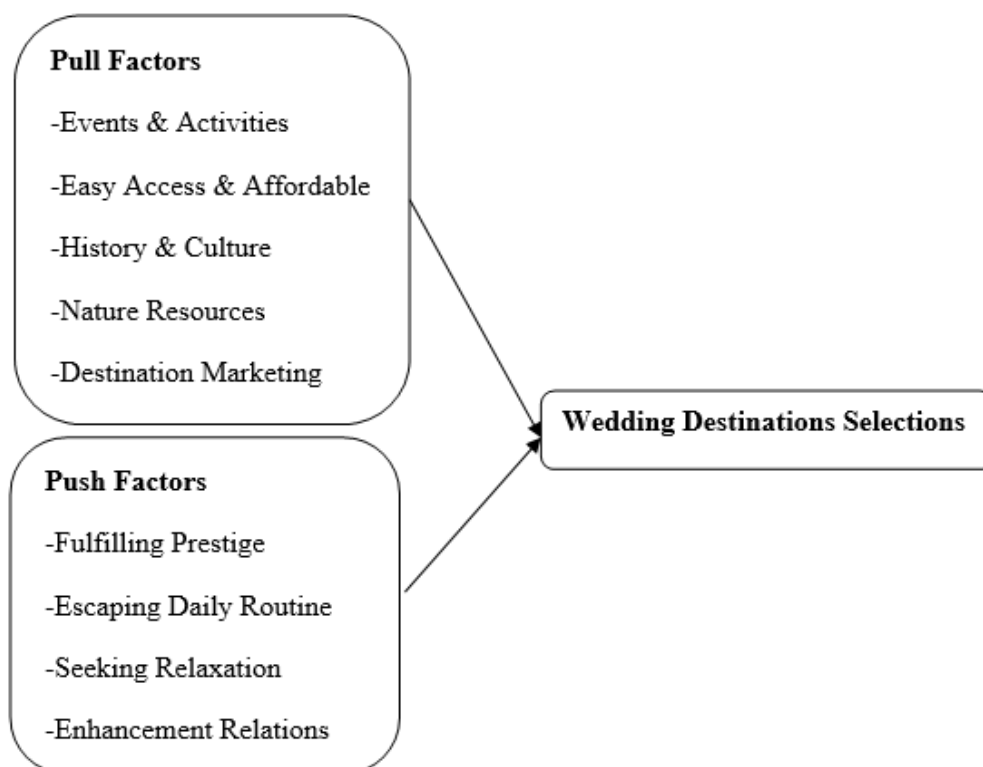 Pull Factors
-Events & Activities
-Easy Access & Affordable
-History & Culture
-Nature Resources
-Destination Marketing
Wedding Destinations Selections
Push Factors
-Fulfilling Prestige
-Escaping Daily Routine
-Seeking Relaxation
-Enhancement Relations